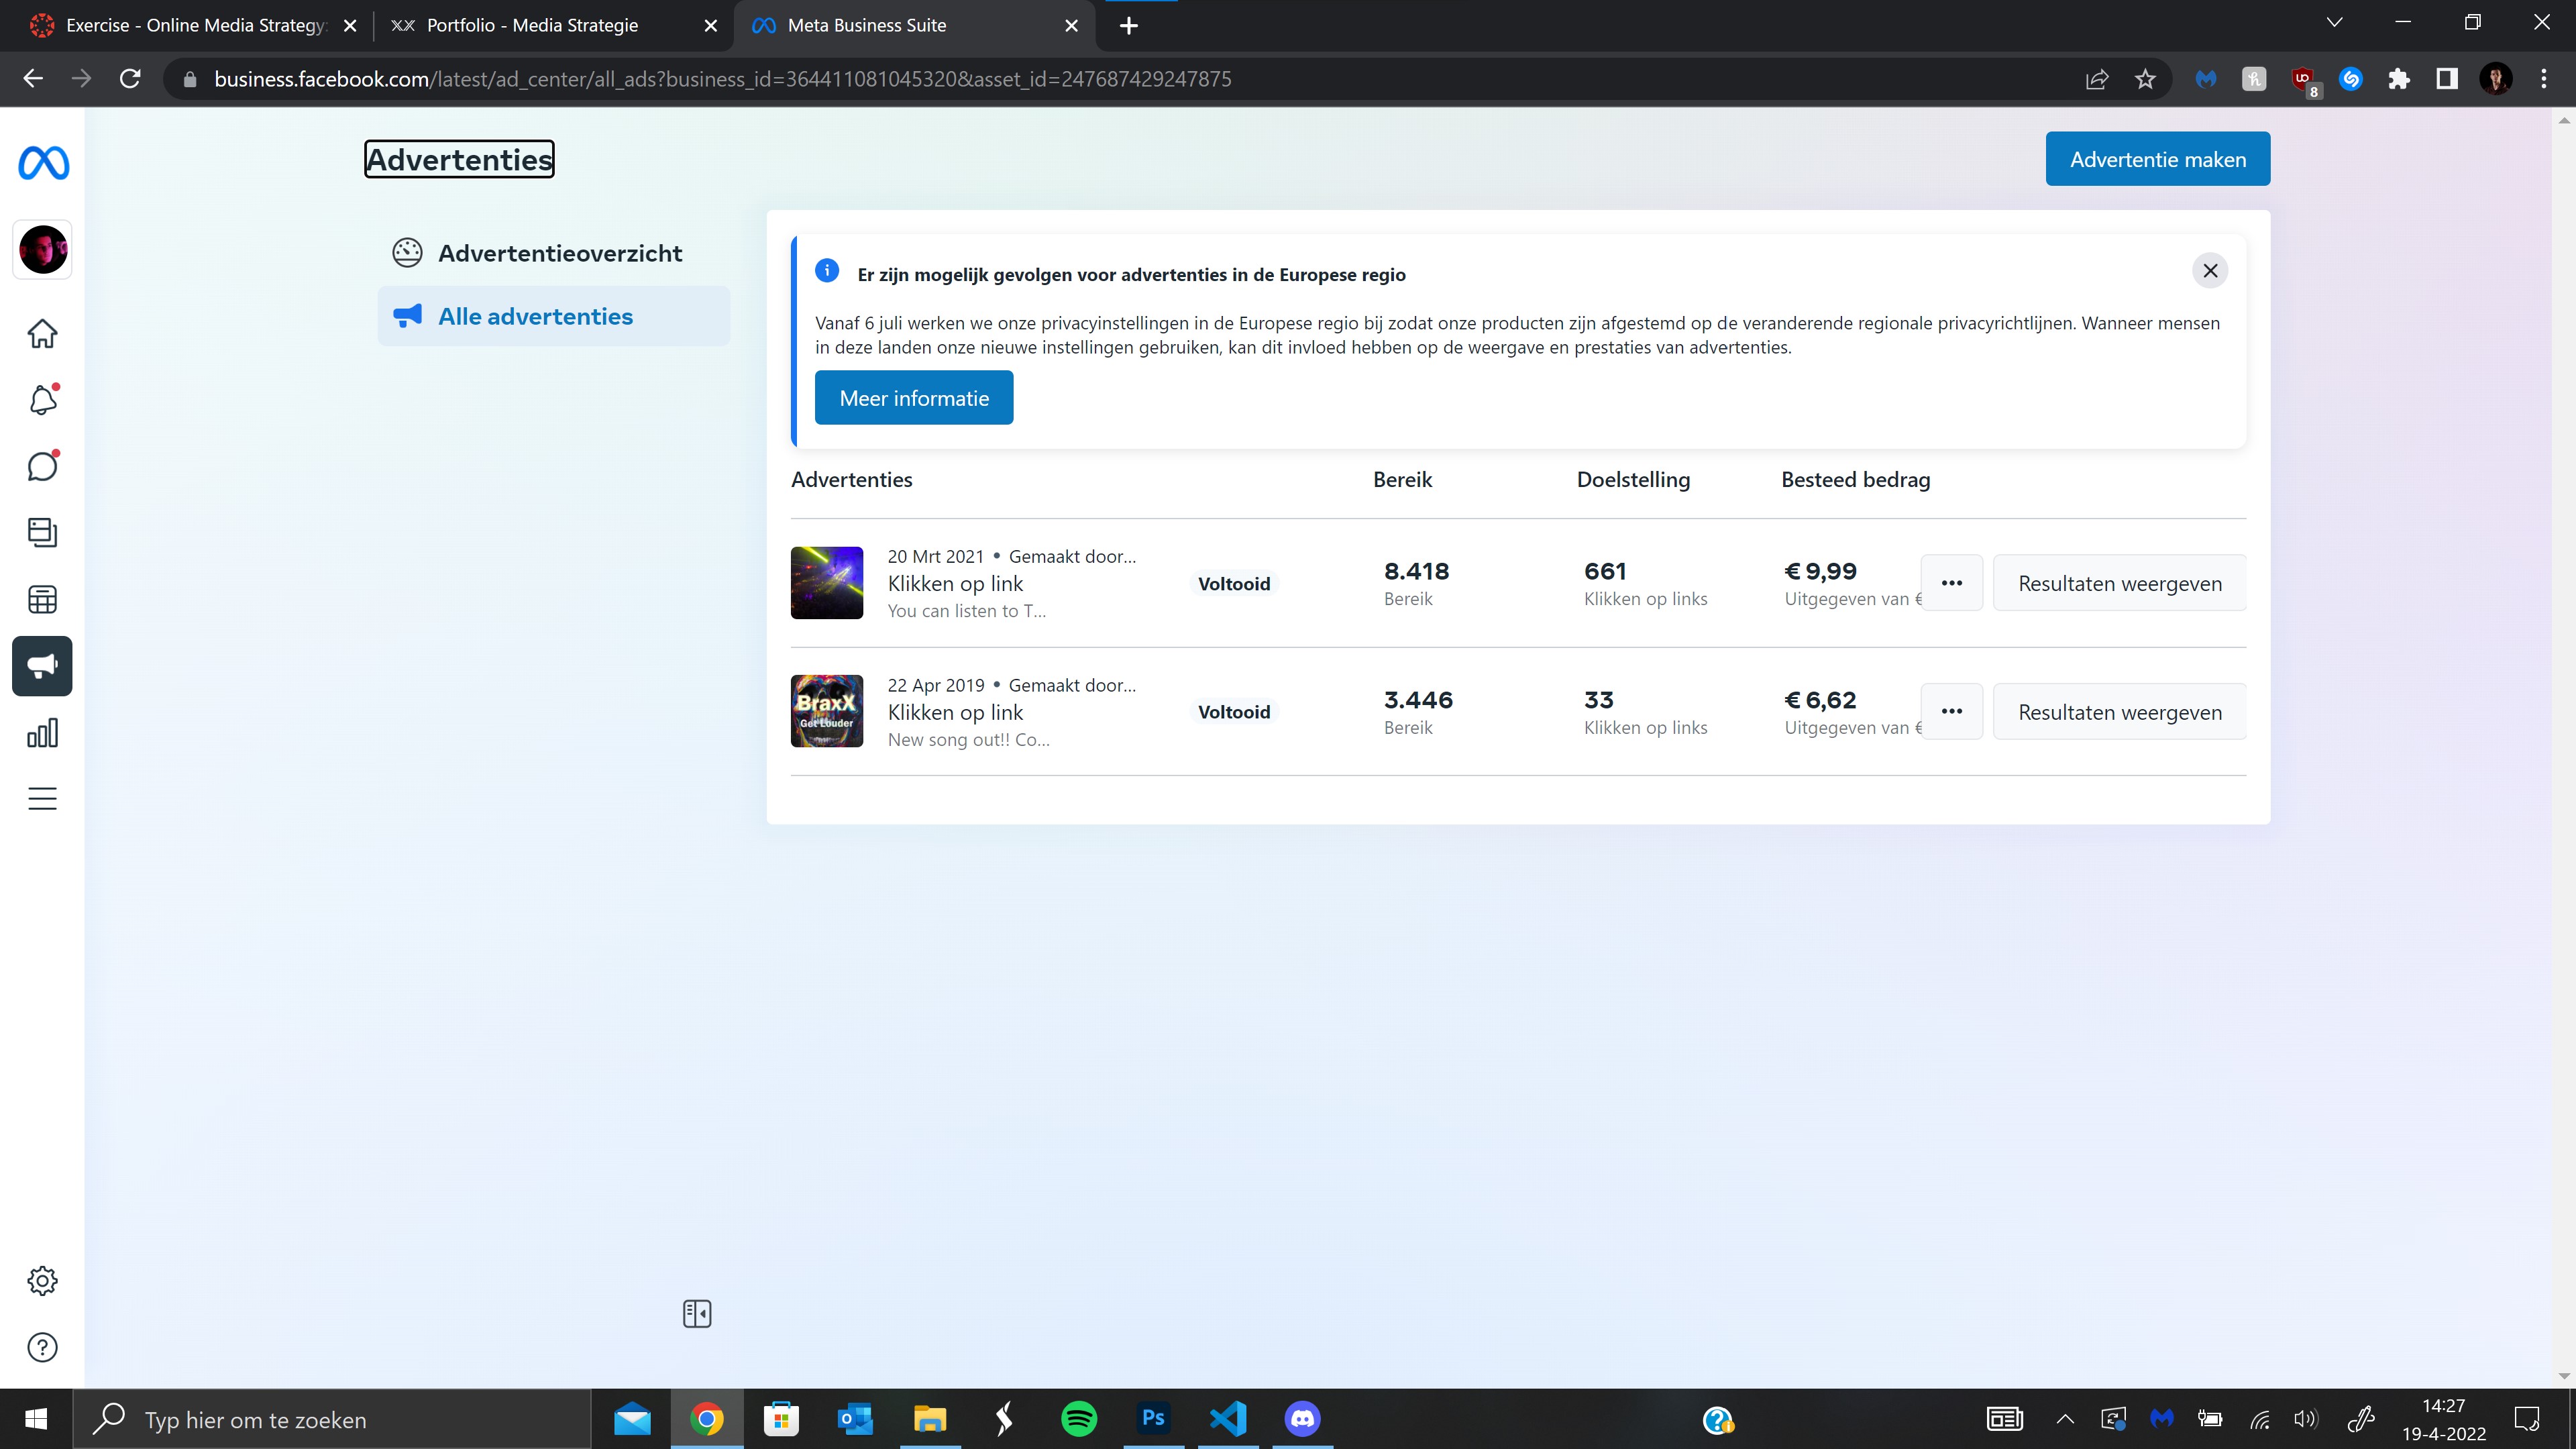 Exercise - Online Media Strategy:
Portfolio - Media Strategie
Meta Business Suite
business.facebook.com/latest/ad_center/all_ads?business_id=364411081045320&asset_id=247687429247875
8
Advertenties
Advertentie maken
Advertentieoverzicht
Alle advertenties
Er zijn mogelijk gevolgen voor advertenties in de Europese regio
Vanaf 6 juli werken we onze privacyinstellingen in de Europese regio bij zodat onze producten zijn afgestemd op de veranderende regionale privacyrichtlijnen. Wanneer mensen
in deze landen onze nieuwe instellingen gebruiken, kan dit invloed hebben op de weergave en prestaties van advertenties.
Meer informatie
Advertenties Bereik Doelstelling Besteed bedrag
20 Mrt 2021 • Gemaakt door...
Klikken op link
You can listen to T...
Voltooid
8.418
Bereik
661
Klikken op links
€ 9,99
Uitgegeven van €
Resultaten weergeven
BraxX
Get Louder
22 Apr 2019 • Gemaakt door...
Klikken op link
New song out!! Co...
Voltooid
3.446
Bereik
33
Klikken op links
€ 6,62
Uitgegeven van €
Resultaten weergeven
Typ hier om te zoeken
Ps
14:27
19-4-2022